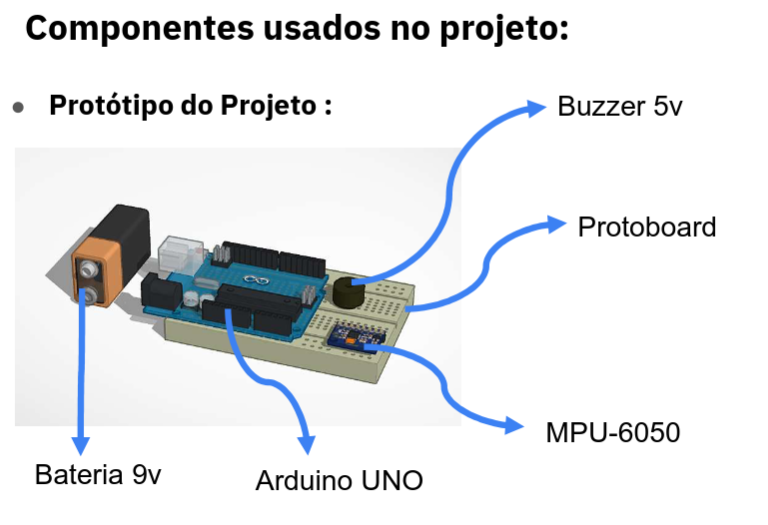 Componentes usados no projeto:
• Protótipo do Projeto :
Buzzer 5v
Protoboard
MPU-6050
Bateria 9v
Arduino UNO